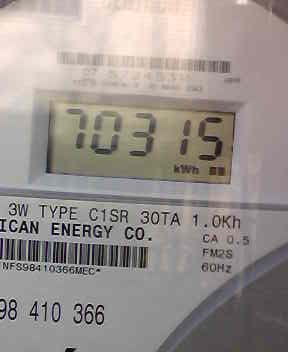 70315
kWh
3W TYPE C1SR 30TA 1.0Kh
ICAN ENERGY CO.
CA 0.5
FM2S
60Hz
NFS98410366MEC*
98 410 366